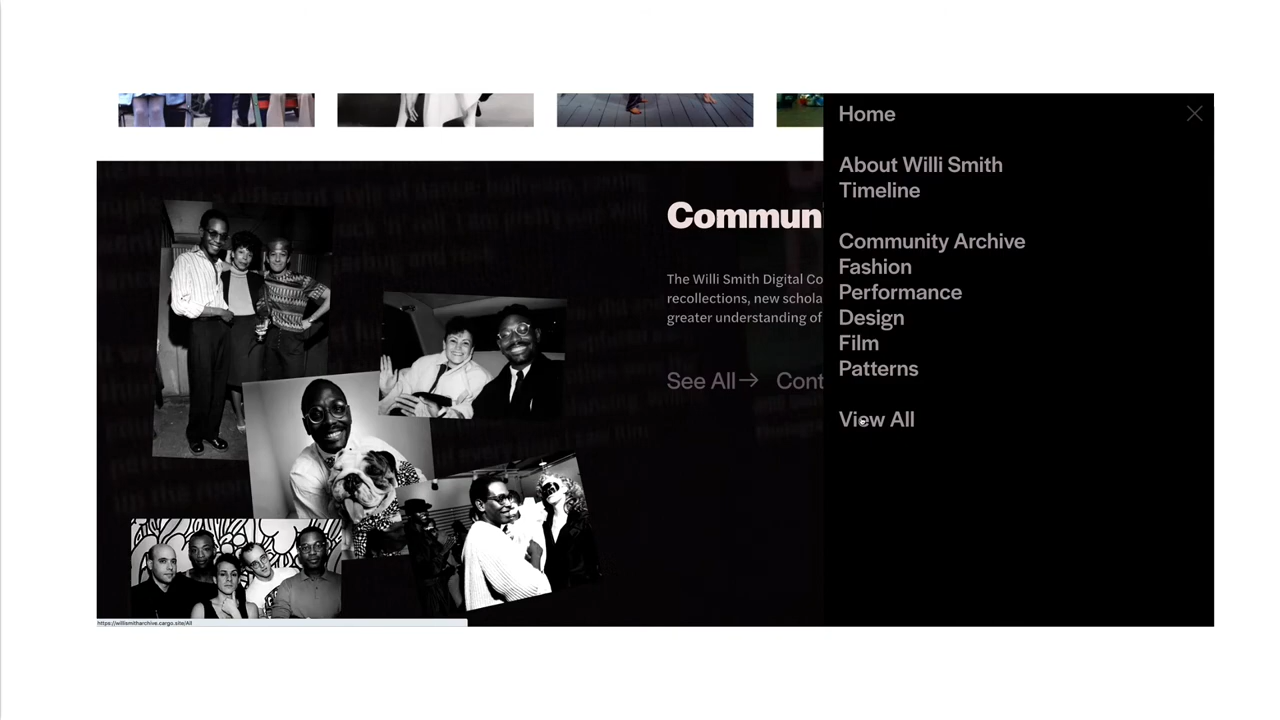 Home
About Willi Smith
Timeline
Commun
Community Archive
Fashion
The Willi Smith Digital Co
recollections, new schola
greater understanding of
Performance
Design
Film
Patterns
See All→ Cont
View All
https://willismitharchive.cargo.site/All